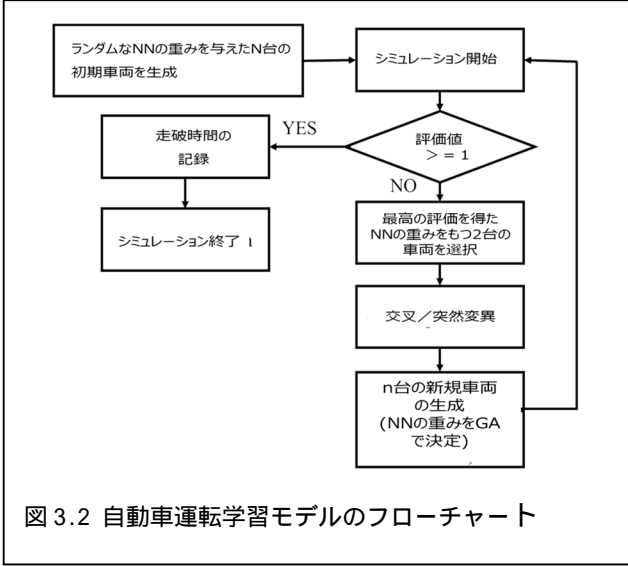 ランダムなNNの重みを与えたN台の
初期車両を生成
シミュレーション開始
評価値
＞＝1
YES
走破時間の
記録
シミュレーション終了
NO
最高の評価を得た
NNの重みをもつ2台の
車両を選択
交叉／突然変異
n台の新規車両
の生成
(NNの重みをGA
で決定)
図 3.2 自動車運転学習モデルのフローチャート